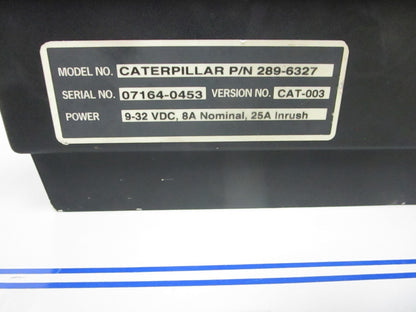 MODEL NO. CATERPILLAR P/N 289-6327
SERIAL NO. 07164-0453 VERSION NO. CAT-003
POWER 9-32 VDC, 8A Nominal, 25A Inrush